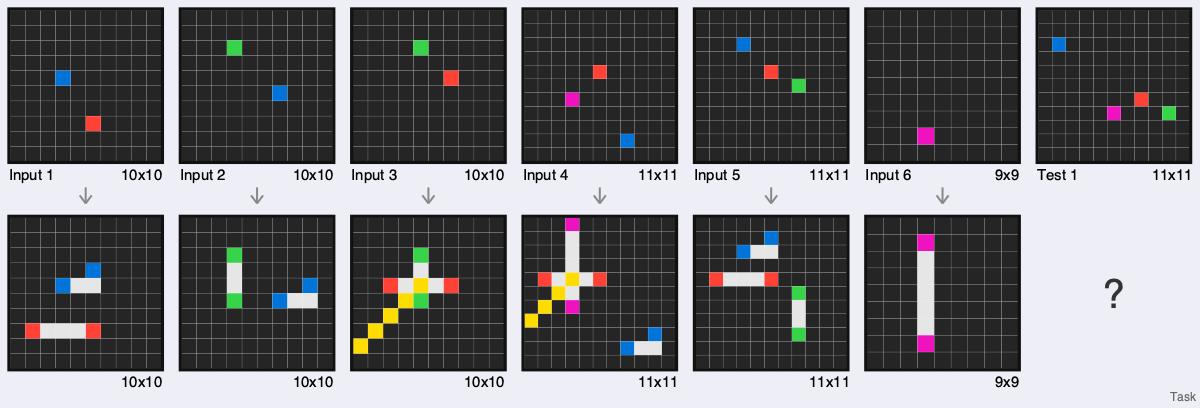 Input 1 10x10 Input 2 10x10 Input 3 10x10 Input 4 11x11 Input 5 11x11 Input 6 9x9 Test 1 11x11
?
10x10 10x10 10x10 11x11 11x11 9x9
Task